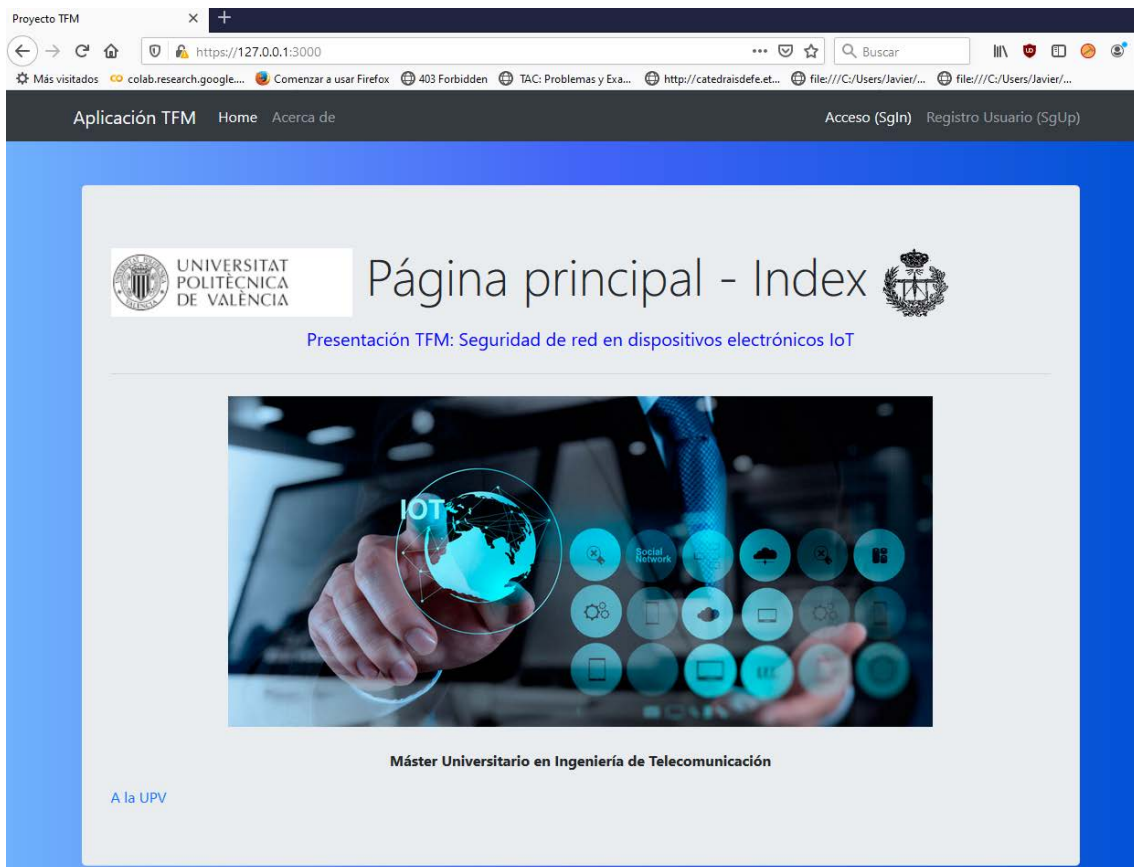 Proyecto TFM
https://127.0.0.1:3000
Buscar
Más visitados colab.research.google.... Comenzar a usar Firefox 403 Forbidden TAC: Problemas y Exa... http://catedraisdefe.et... file:///C:/Users/Javier/... file:///C:/Users/Javier/...
Aplicación TFM Home Acerca de Acceso (SgIn) Registro Usuario (SgUp)
UNIVERSITAT
POLITÈCNICA
DE VALÈNCIA
Página principal - Index
Presentación TFM: Seguridad de red en dispositivos electrónicos IoT
IOT
Social
Network
Máster Universitario en Ingeniería de Telecomunicación
A la UPV